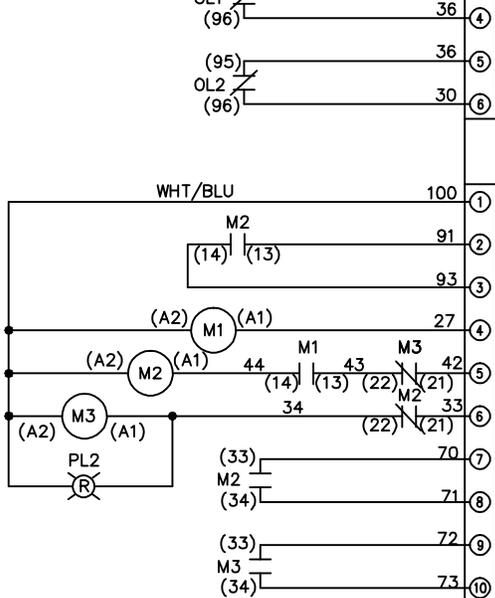 36 4
(96)
(95) 36 5
OL2
(96) 30 6
WHT/BLU 100 1
M2 91 2
(14) (13)
93 3
(A2) M1 (A1) 27 4
M1 M3
(A2) M2 (A1) 44 43 42 5
(14) (13) (22) (21)
M2
M3 34 33 6
(A2) (A1) (22) (21)
PL2 (33) 70 7
R M2
(34) 71 8
(33) 72 9
M3
(34) 73 10